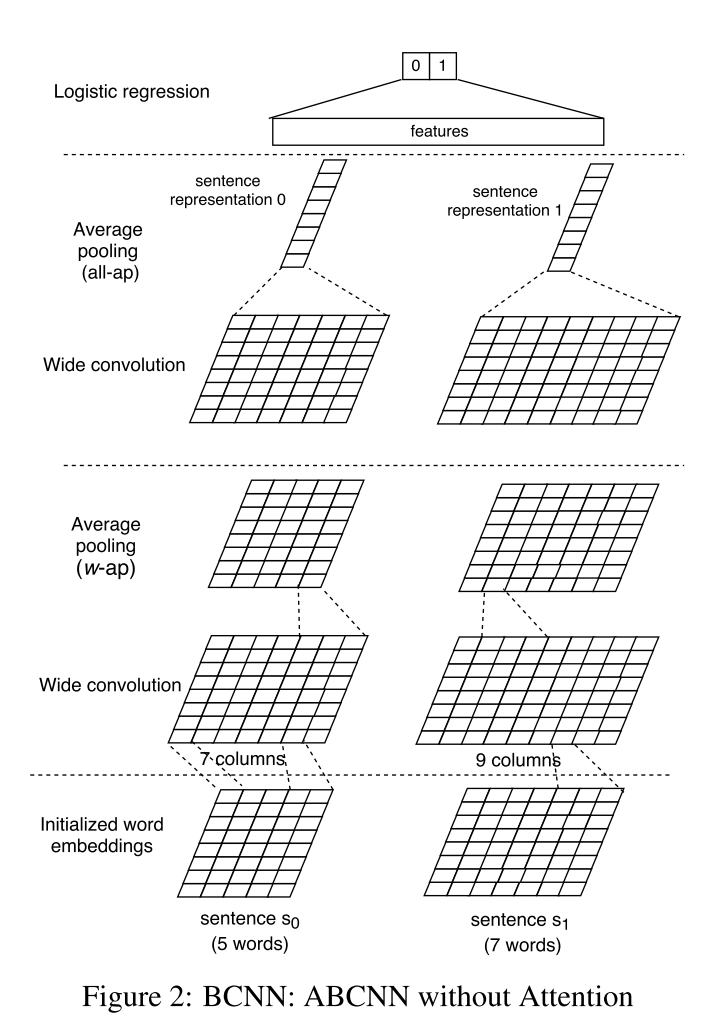 0 1
Logistic regression
features
sentence
representation 0
sentence
representation 1
Average
pooling
(all-ap)
Wide convolution
Average
pooling
(w-ap)
Wide convolution
7 columns
9 columns
Initialized word
embeddings
sentence s0
(5 words)
sentence s1
(7 words)
Figure 2: BCNN: ABCNN without Attention